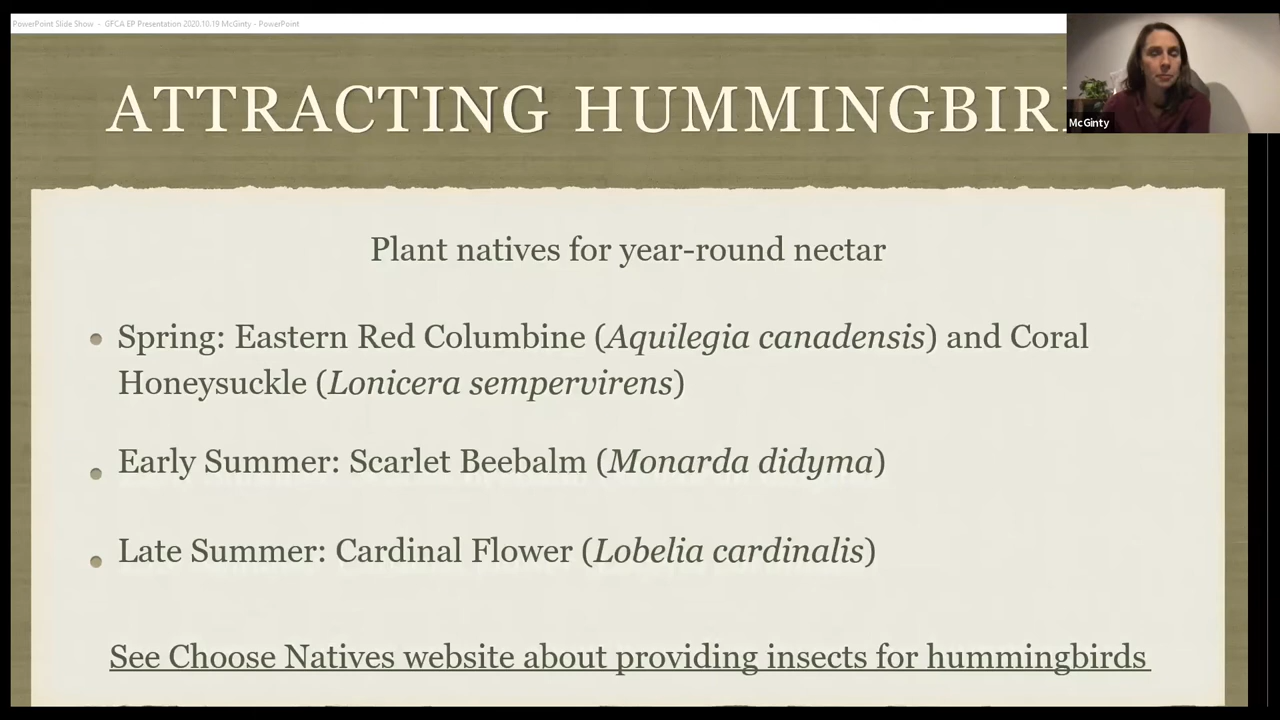 PowerPoint Slide Show - GFCA EP Presentation 2020.10.19 McGinty - PowerPoint
ATTRACTING HUMMINGBIR
McGinty
Plant natives for year-round nectar
Spring: Eastern Red Columbine (Aquilegia canadensis) and Coral
Honeysuckle (Lonicera sempervirens)
Early Summer: Scarlet Beebalm (Monarda didyma)
Late Summer: Cardinal Flower (Lobelia cardinalis)
See Choose Natives website about providing insects for hummingbirds